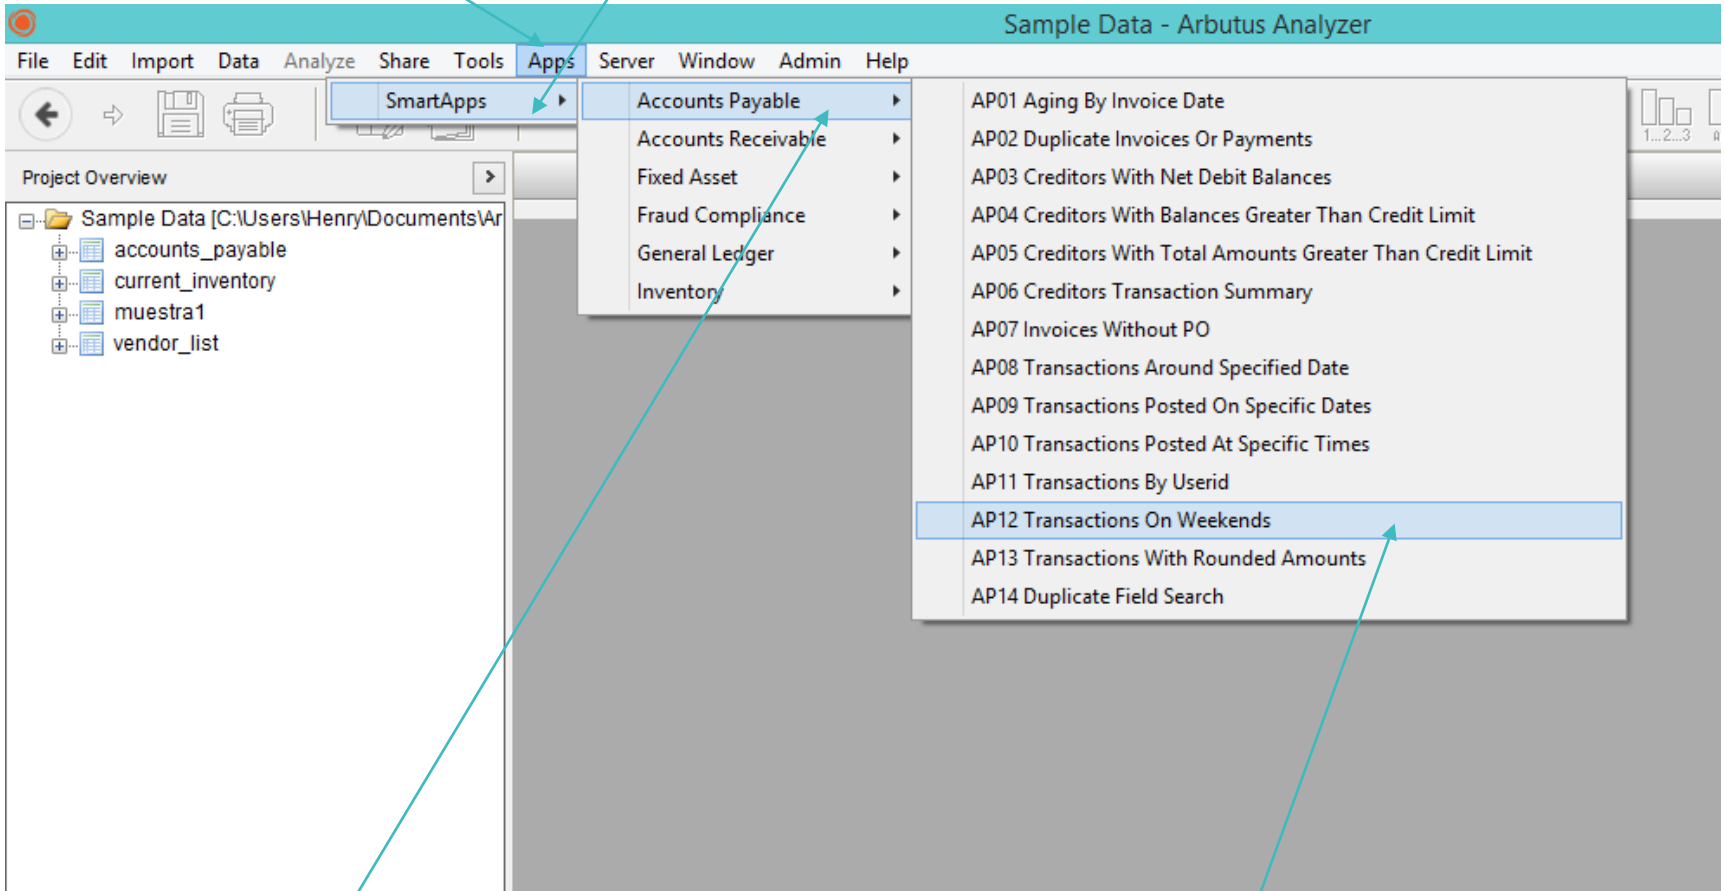 Sample Data - Arbutus Analyzer
File Edit Import Data Analyze Share Tools Apps Server Window Admin Help
SmartApps
Accounts Payable
Accounts Receivable
Fixed Asset
Fraud Compliance
General Ledger
Inventory
AP01 Aging By Invoice Date
AP02 Duplicate Invoices Or Payments
AP03 Creditors With Net Debit Balances
AP04 Creditors With Balances Greater Than Credit Limit
AP05 Creditors With Total Amounts Greater Than Credit Limit
AP06 Creditors Transaction Summary
AP07 Invoices Without PO
AP08 Transactions Around Specified Date
AP09 Transactions Posted On Specific Dates
AP10 Transactions Posted At Specific Times
AP11 Transactions By Userid
AP12 Transactions On Weekends
AP13 Transactions With Rounded Amounts
AP14 Duplicate Field Search
1...2...3
Project Overview
Sample Data [C:\Users\Henry\Documents\Ar
accounts_payable
current_inventory
muestra1
vendor_list